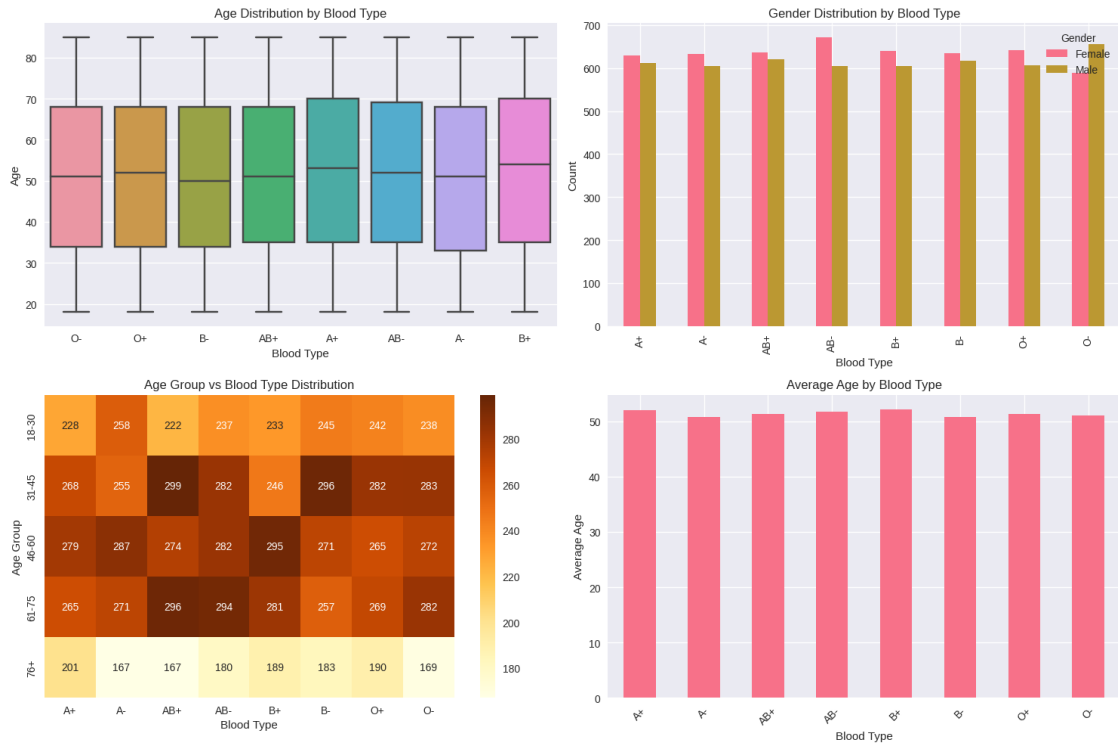 Age Distribution by Blood Type
Age
80
70
60
50
40
30
20
O- O+ B- AB+ A+ AB- A- B+
Blood Type
Gender Distribution by Blood Type
Count
700
600
500
400
300
200
100
0
Gender
Female
Male
A+ A- AB+ AB- B+ B- O+ O-
Blood Type
Age Group vs Blood Type Distribution
Age Group
18-30 228 258 222 237 233 245 242 238
31-45 268 255 299 282 246 296 282 283
46-60 279 287 274 282 295 271 265 272
61-75 265 271 296 294 281 257 269 282
76+ 201 167 167 180 189 183 190 169
A+ A- AB+ AB- B+ B- O+ O-
Blood Type
280
260
240
220
200
180
Average Age by Blood Type
Average Age
50
40
30
20
10
0
A+ A- AB+ AB- B+ B- O+ O-
Blood Type